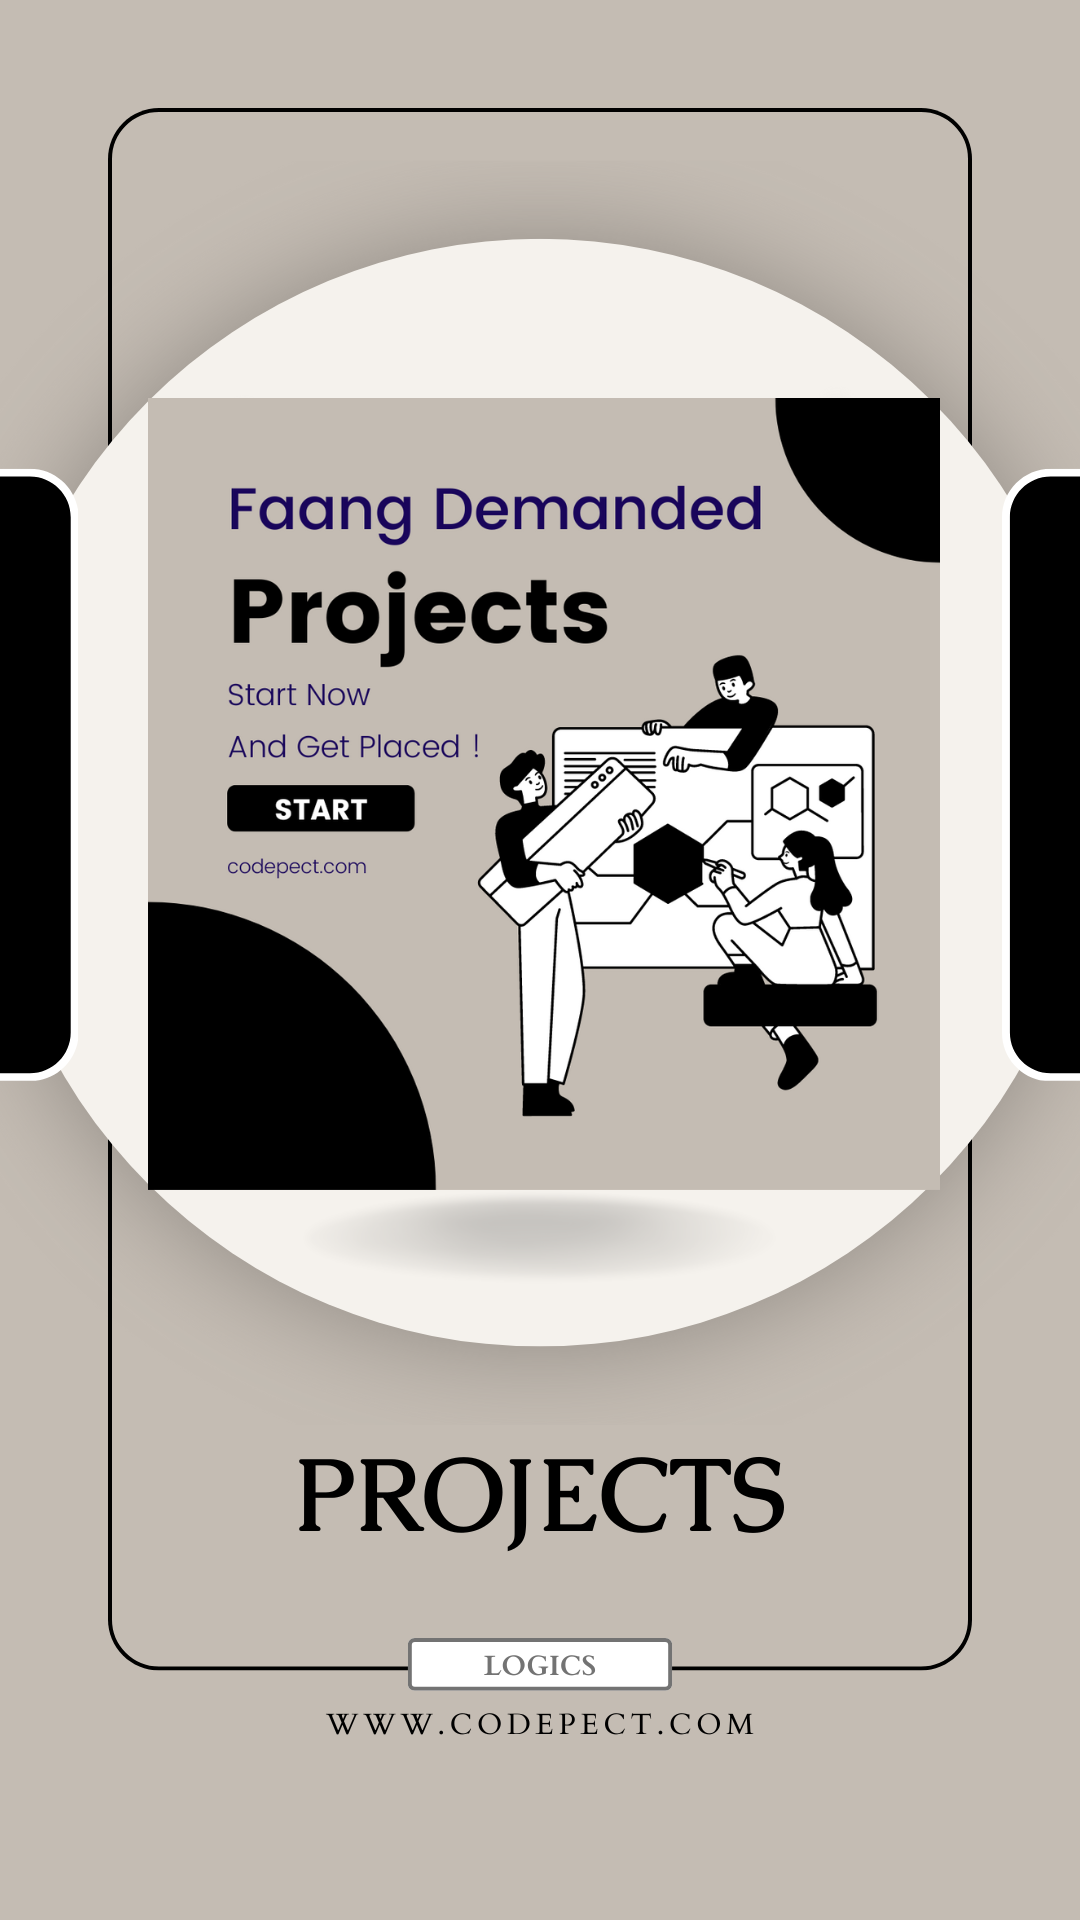 Faang Demanded
Projects
Start Now
And Get Placed !
START
codepect.com
PROJECTS
LOGICS
WWW.CODEPECT.COM